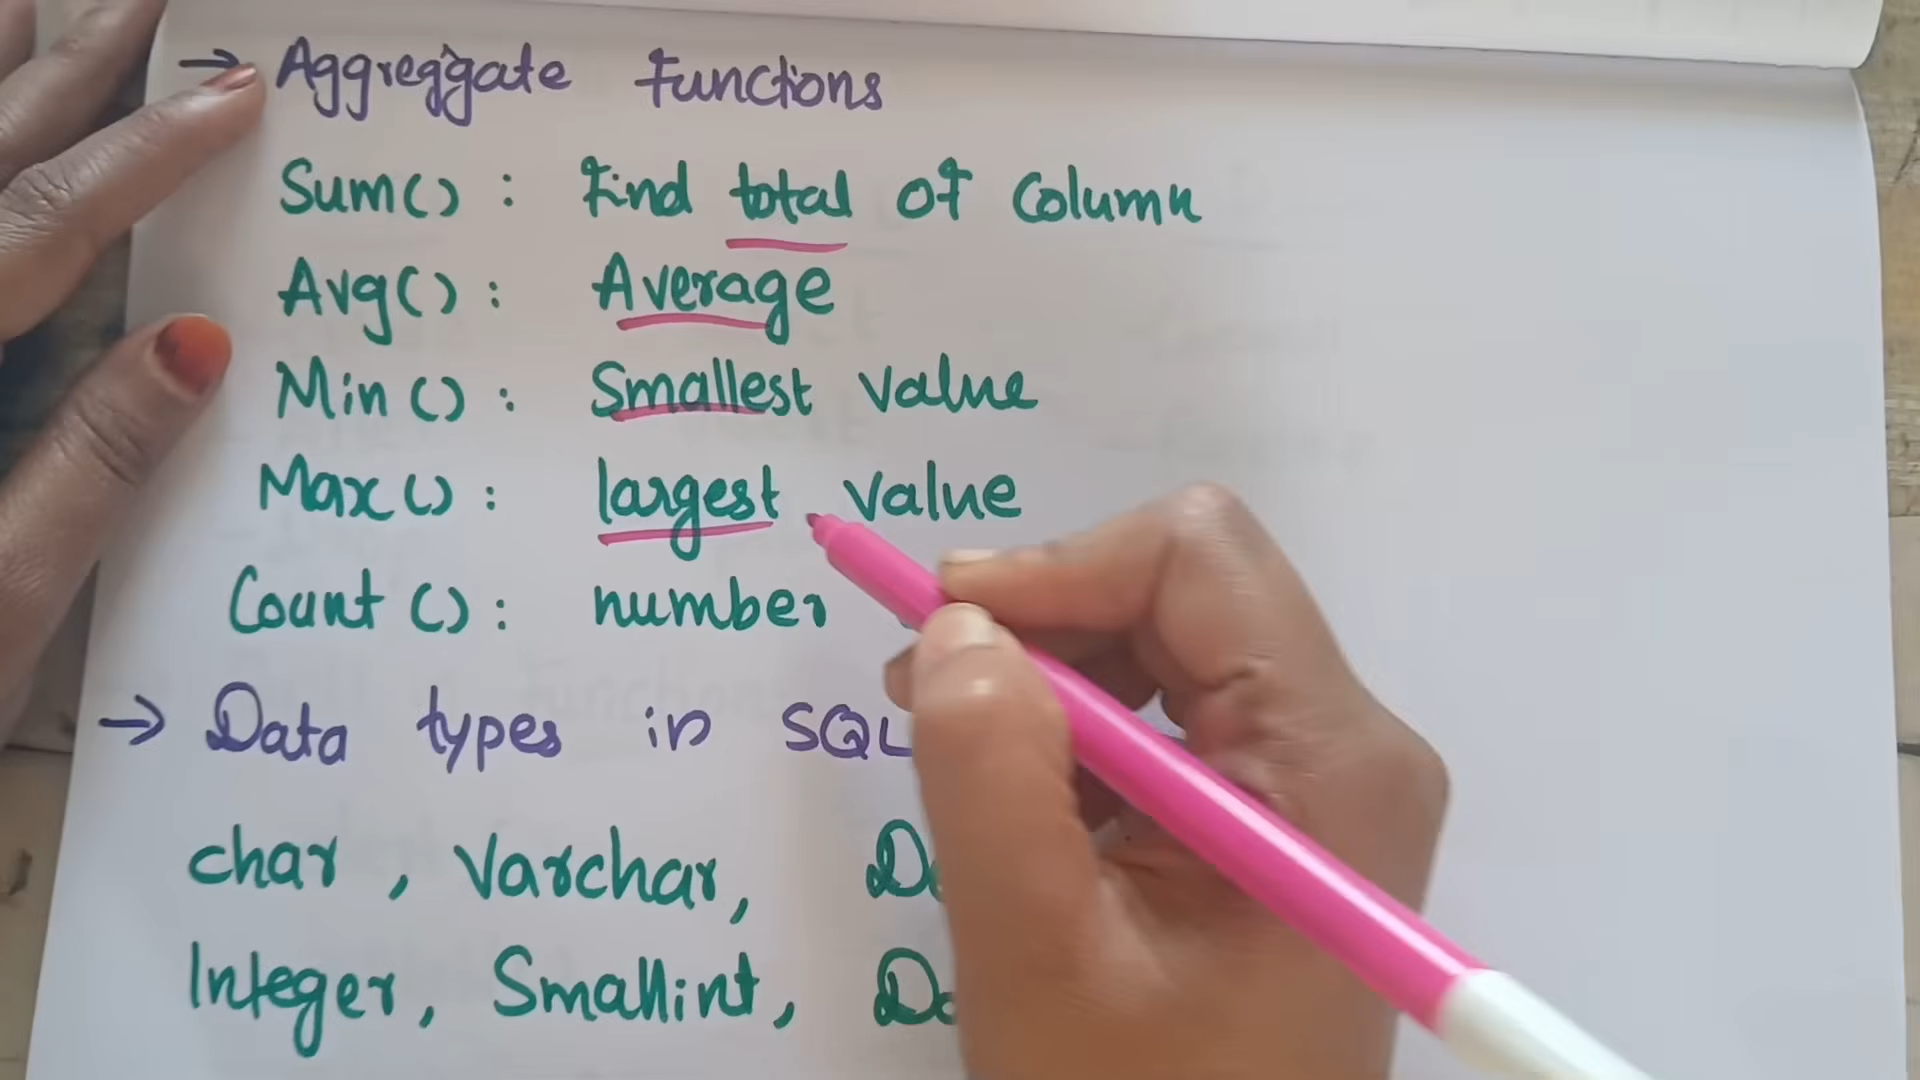 → Aggregate Functions
Sum() : Find total of Column
Avg() : Average
Min () : Smallest value
Max () : largest value
Count () : number
→ Data types in SQL
char , Varchar,
Integer, Smallint,